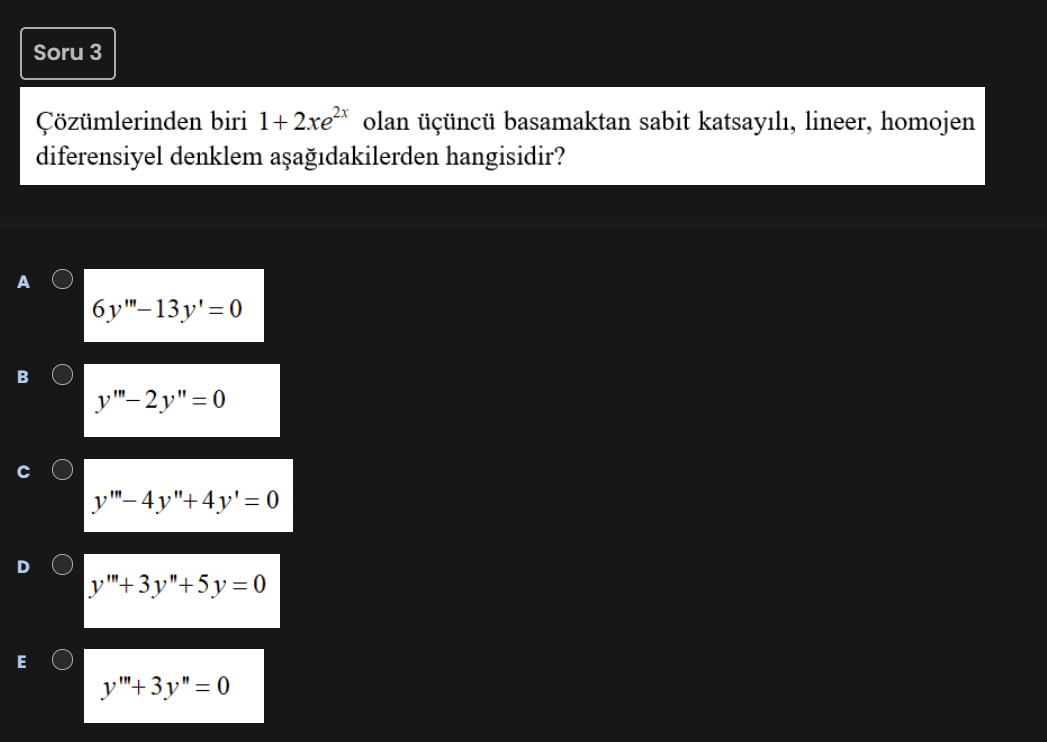 Soru 3
Çözümlerinden biri 1+2xe^{2x} olan üçüncü basamaktan sabit katsayılı, lineer, homojen
diferensiyel denklem aşağıdakilerden hangisidir?
A 6y'''−13y'=0
B y'''−2y''=0
C y'''−4y''+4y'=0
D y'''+3y''+5y=0
E y'''+3y''=0